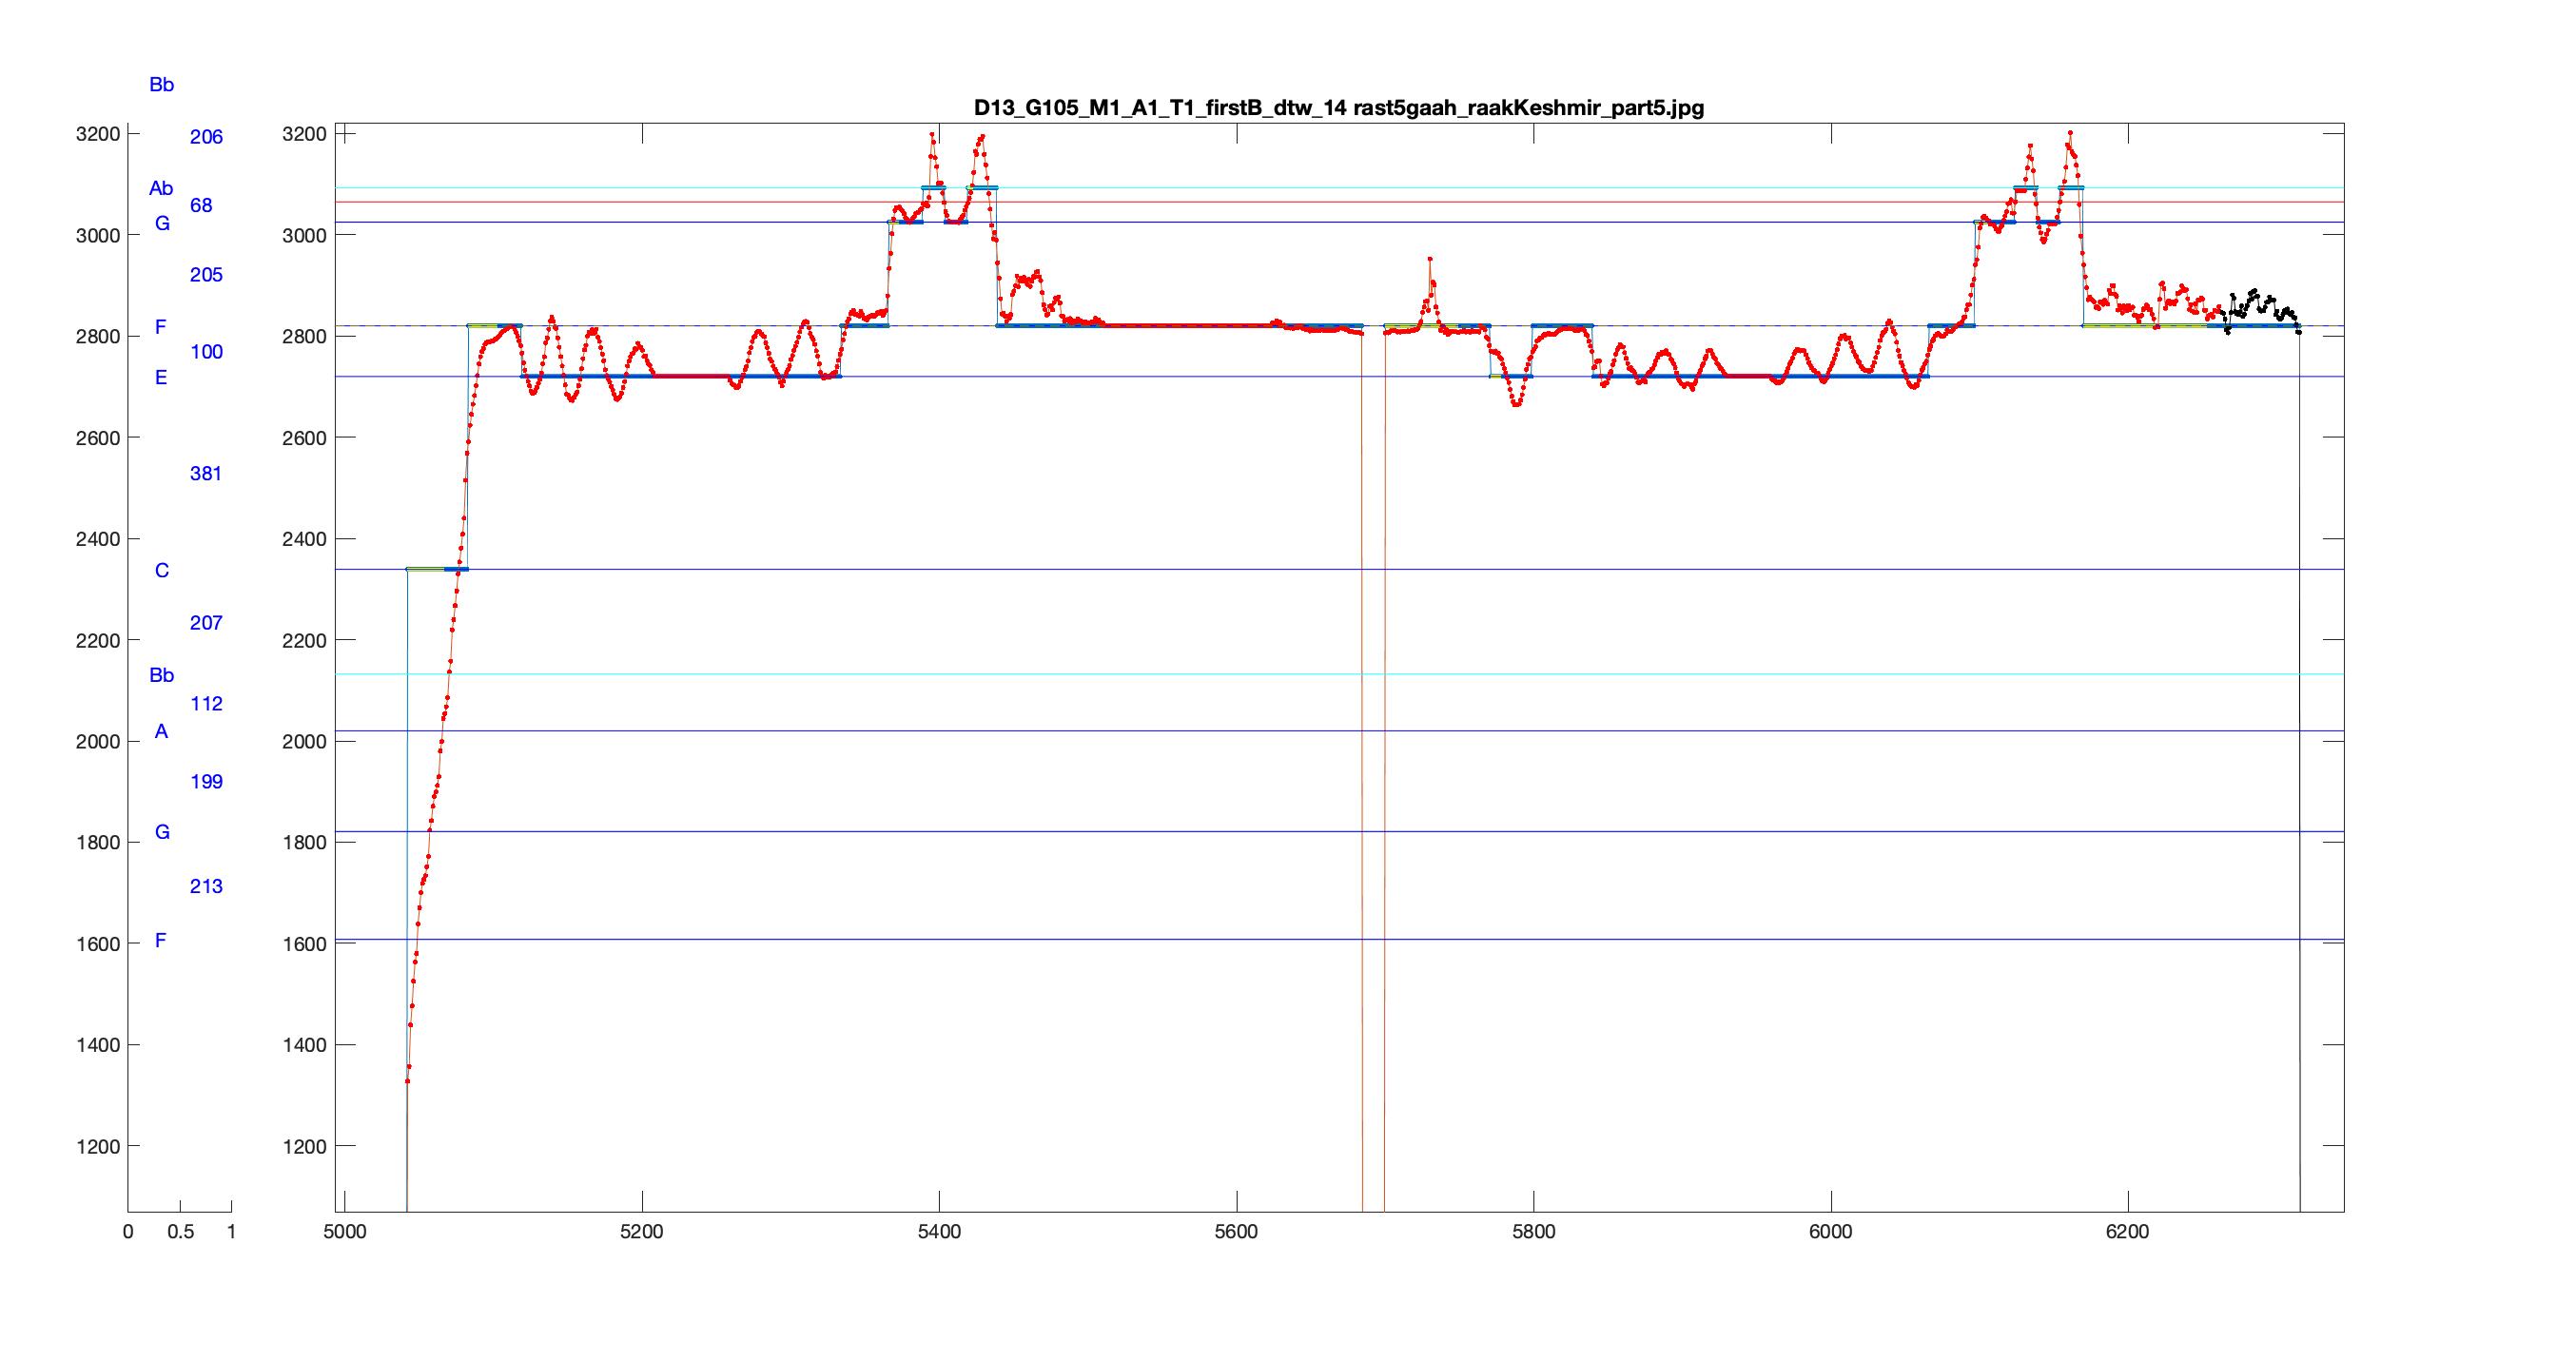 D13_G105_M1_A1_T1_firstB_dtw_14 rast5gaah_raakKeshmir_part5.jpg
Bb
3200 206 3200
Ab
68
G
3000 3000
205
F
2800 2800
100
E
2600 2600
381
2400 2400
C
207
2200 2200
Bb
112
A
2000 2000
199
G
1800 1800
213
F
1600 1600
1400 1400
1200 1200
0 0.5 1 5000 5200 5400 5600 5800 6000 6200